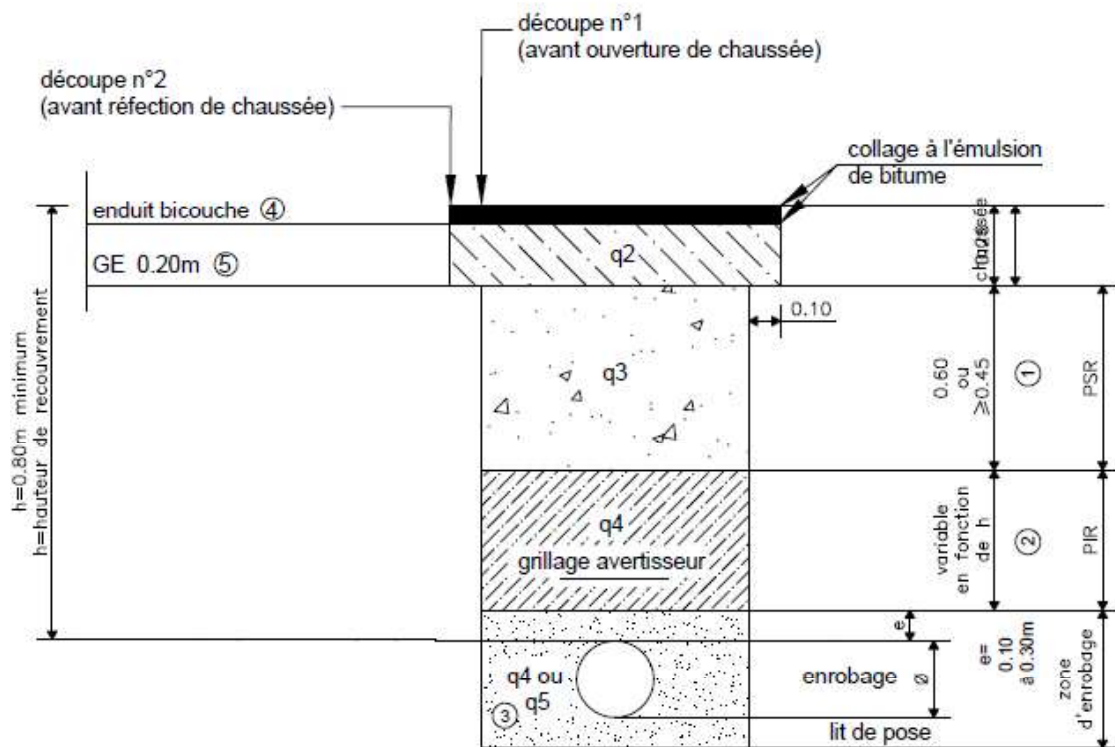 découpe n°1
(avant ouverture de chaussée)
découpe n°2
(avant réfection de chaussée)
collage à l'émulsion
de bitume
enduit bicouche ④
GE 0.20m ⑤
q2
chaussée
0.10
h=0.80m minimum
h=hauteur de recouvrement
q3
0.60
ou
≥0.45
①
PSR
q4
grillage avertisseur
variable
en fonction
de h
②
PIR
e
e=
0.10
à 0.30m
zone
d'enrobage
q4 ou
q5
③
enrobage
Ø
lit de pose